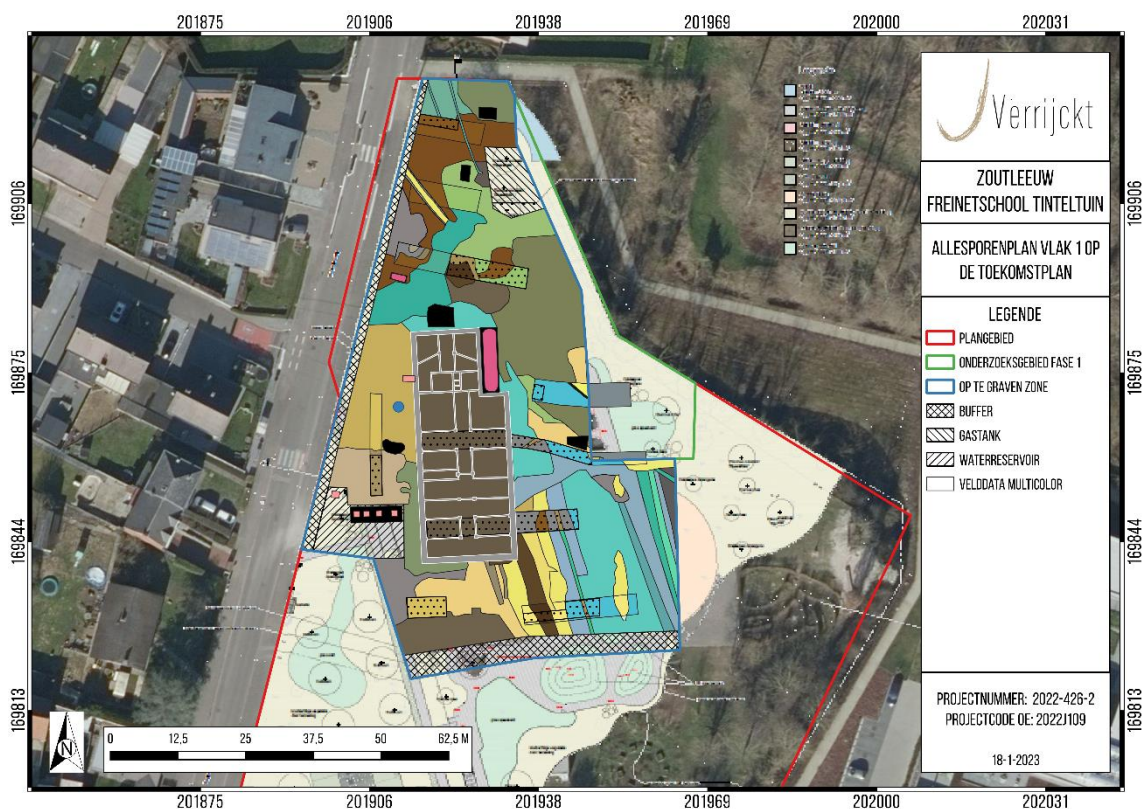 201875 201906 201938 201969 202000 202031
169906
169875
169844
169813
169906
169875
169844
169813
201875 201906 201938 201969 202000 202031
Verrijckt
ZOUTLEEUW
FREINETSCHOOL TINTELTUIN
ALLESPORENPLAN VLAK 1 OP
DE TOEKOMSTPLAN
LEGENDE
PLANGEBIED
ONDERZOEKSGEBIED FASE 1
OP TE GRAVEN ZONE
BUFFER
GASTANK
WATERRESERVOIR
VELDDATA MULTICOLOR
PROJECTNUMMER: 2022-426-2
PROJECTCODE OE: 2022J109
18-1-2023
N
0 12,5 25 37,5 50 62,5 M